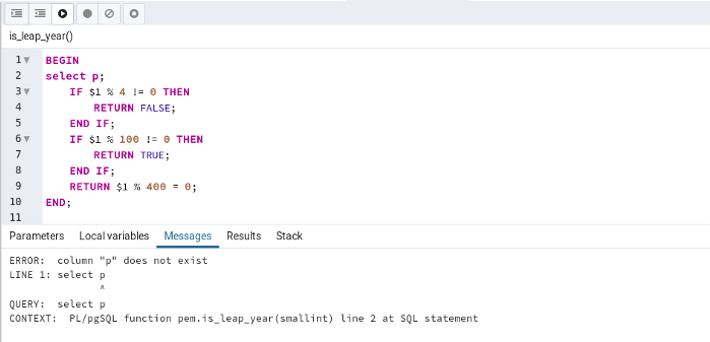 is_leap_year()
1 BEGIN
2 select p;
3     IF $1 % 4 != 0 THEN
4         RETURN FALSE;
5     END IF;
6     IF $1 % 100 != 0 THEN
7         RETURN TRUE;
8     END IF;
9     RETURN $1 % 400 = 0;
10 END;
11
Parameters Local variables Messages Results Stack
ERROR:  column "p" does not exist
LINE 1: select p
               ^
QUERY:  select p
CONTEXT:  PL/pgSQL function pem.is_leap_year(smallint) line 2 at SQL statement